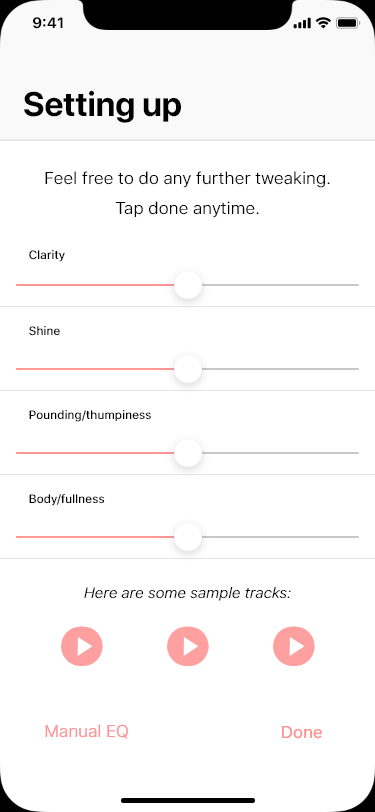 9:41
Setting up
Feel free to do any further tweaking.
Tap done anytime.
Clarity
Shine
Pounding/thumpiness
Body/fullness
Here are some sample tracks:
Manual EQ
Done